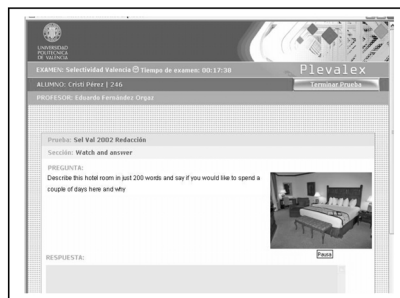 UNIVERSIDAD
POLITECNICA
DE VALENCIA
EXAMEN: Selectividad Valencia Tiempo de examen: 00:17:30
Plevalex
ALUMNO: Cristi Pérez | 246
Terminar Prueba
PROFESOR: Eduardo Fernández Orgaz
Prueba: Sel Val 2002 Redacción
Sección: Watch and answer
PREGUNTA:
Describe this hotel room in just 200 words and say if you would like to spend a
couple of days here and why
Pausa
RESPUESTA: